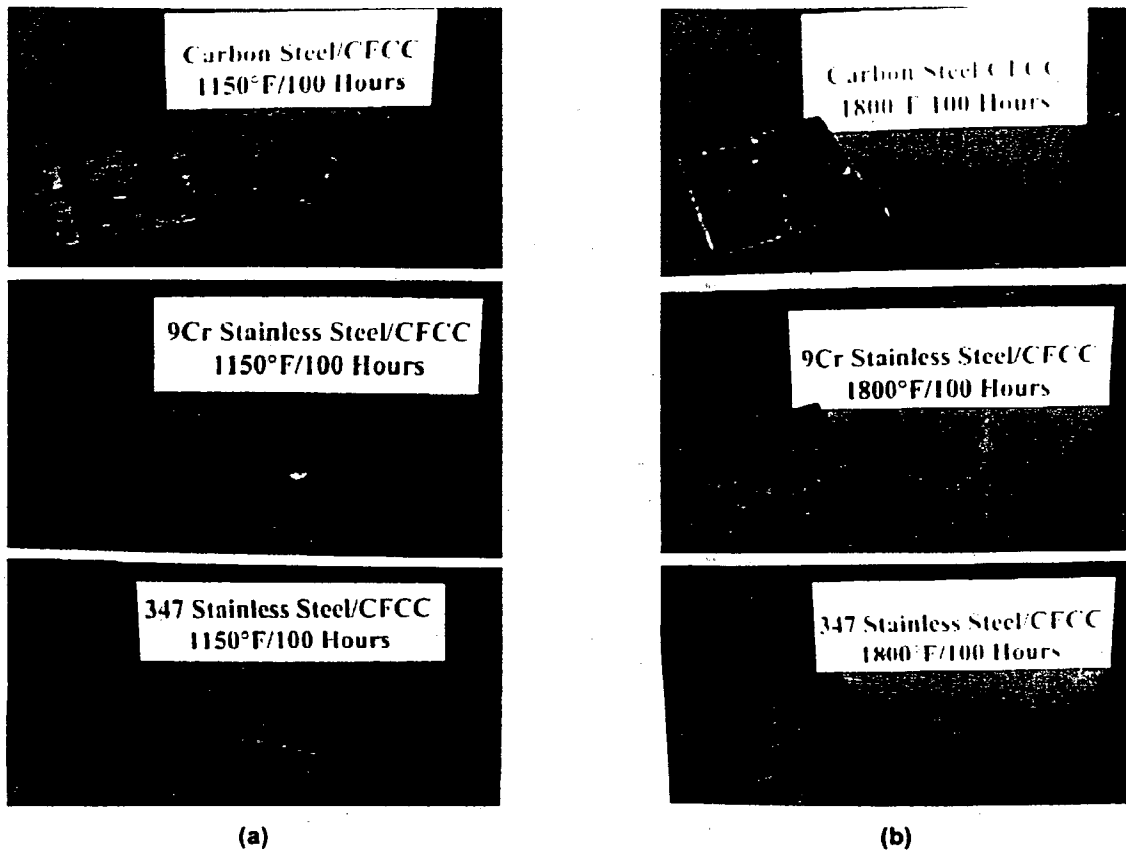 Carbon Steel/CFCC
1150°F/100 Hours
9Cr Stainless Steel/CFCC
1150°F/100 Hours
347 Stainless Steel/CFCC
1150°F/100 Hours
(a)
Carbon Steel CFCC
1800°F 100 Hours
9Cr Stainless Steel/CFCC
1800°F/100 Hours
347 Stainless Steel/CFCC
1800°F/100 Hours
(b)